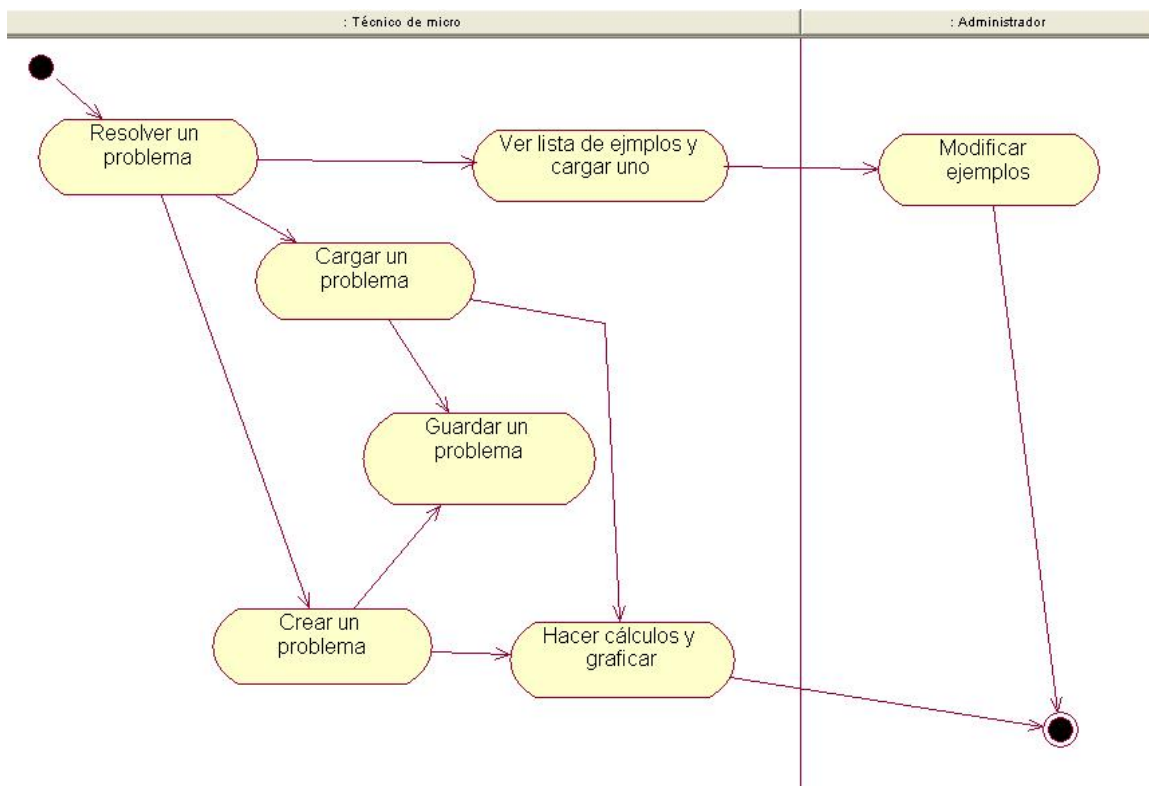 : Técnico de micro
: Administrador
Resolver un
problema
Ver lista de ejmplos y
cargar uno
Modificar
ejemplos
Cargar un
problema
Guardar un
problema
Crear un
problema
Hacer cálculos y
graficar